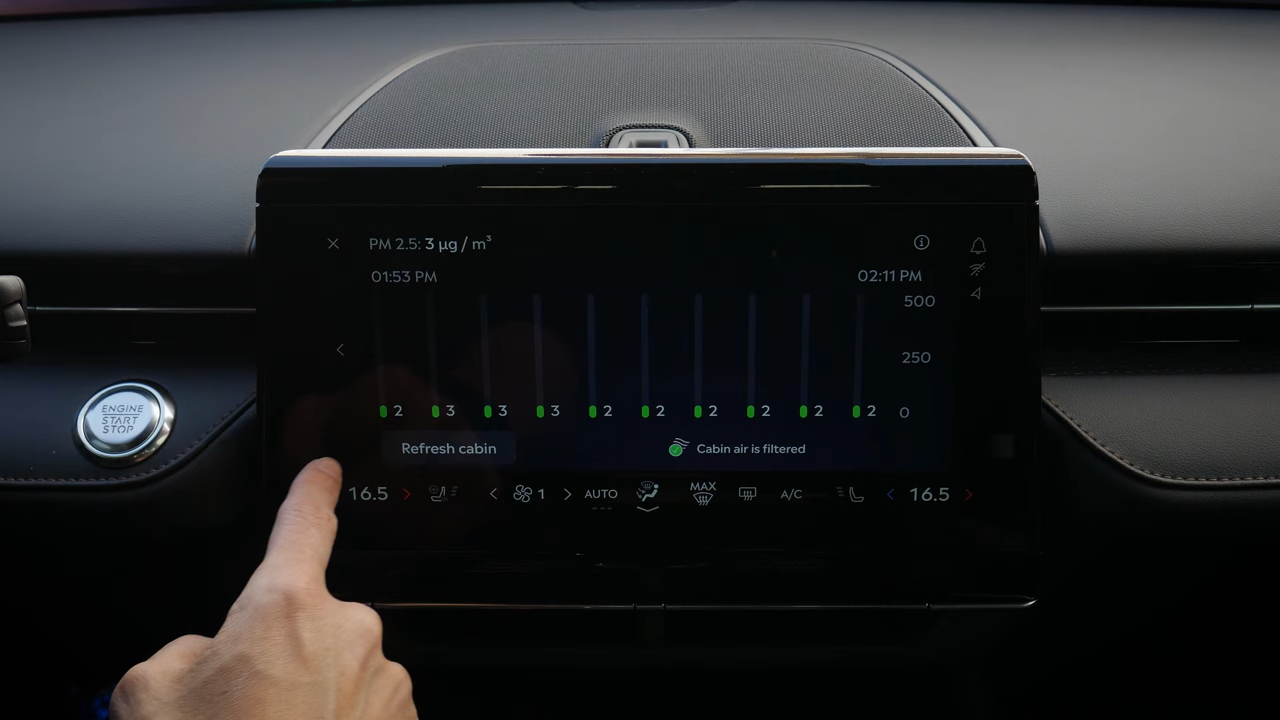 PM 2.5: 3 µg / m³
01:53 PM 02:11 PM
500
250
2 3 3 3 2 2 2 2 2 2 0
ENGINE
START
STOP
Refresh cabin Cabin air is filtered
16.5 1 AUTO MAX A/C 16.5